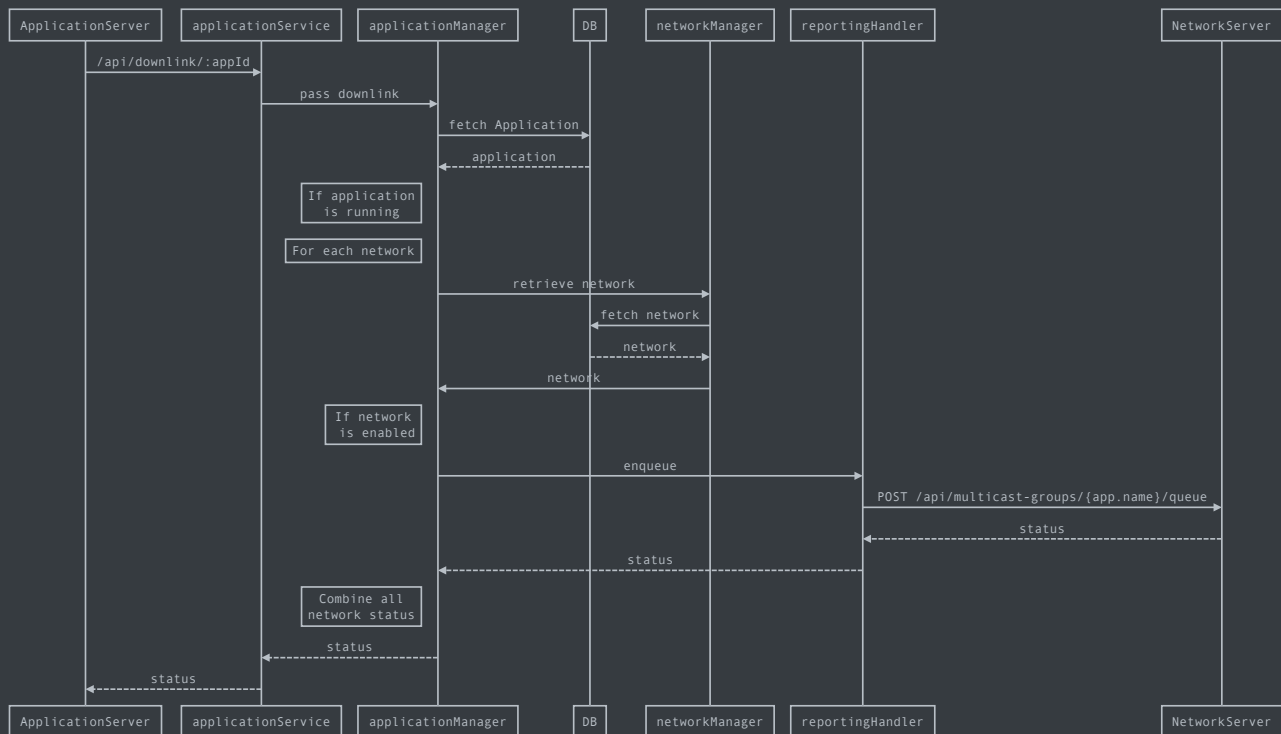 ApplicationServer
applicationService
applicationManager
DB
networkManager
reportingHandler
NetworkServer
/api/downlink/:appId
pass downlink
fetch Application
application
If application
is running
For each network
retrieve network
fetch network
network
network
If network
is enabled
enqueue
POST /api/multicast-groups/{app.name}/queue
status
status
Combine all
network status
status
status
ApplicationServer
applicationService
applicationManager
DB
networkManager
reportingHandler
NetworkServer